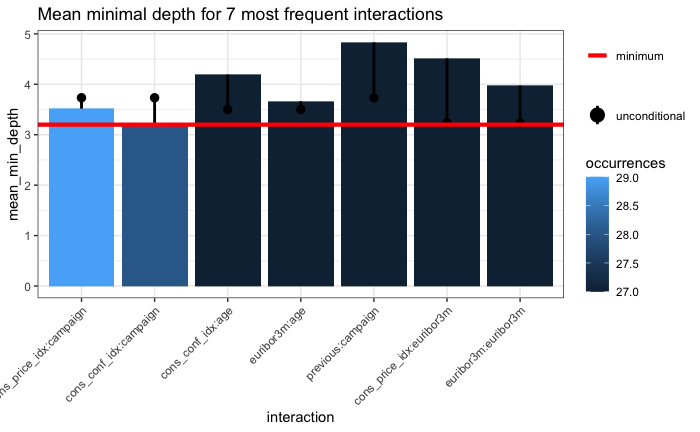 Mean minimal depth for 7 most frequent interactions
mean_min_depth
5
4
3
2
1
0
ns_price_idx:campaign
cons_conf_idx:campaign
cons_conf_idx:age
euribor3m:age
previous:campaign
cons_price_idx:euribor3m
euribor3m:euribor3m
interaction
minimum
unconditional
occurrences
29.0
28.5
28.0
27.5
27.0